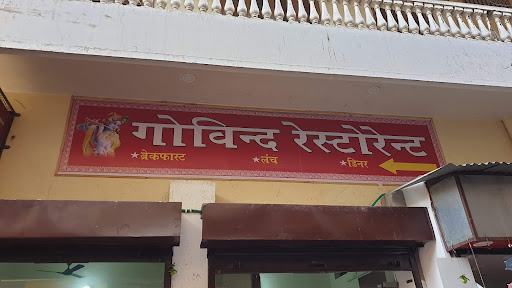 गोविन्द रेस्टोरेन्ट
★ब्रेकफास्ट ★लंच ★डिनर